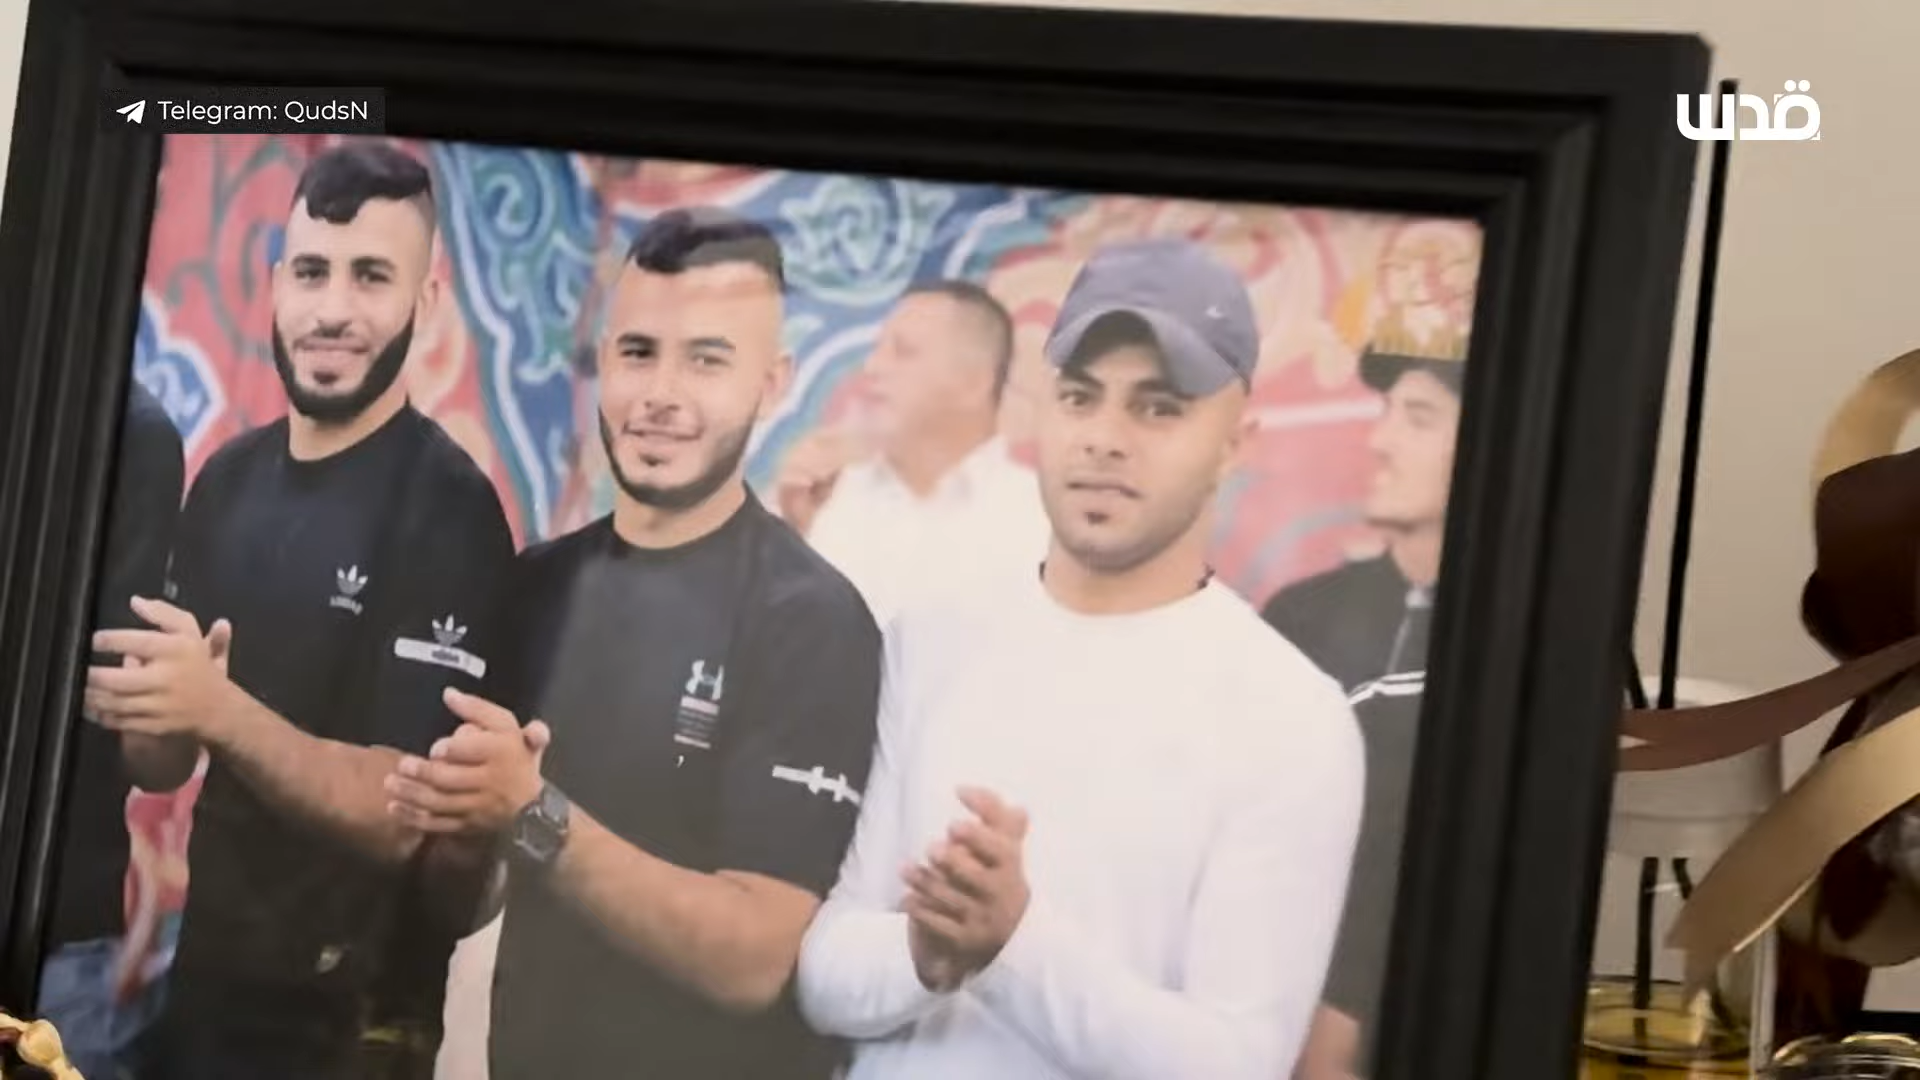 Telegram: QudsN
قدس